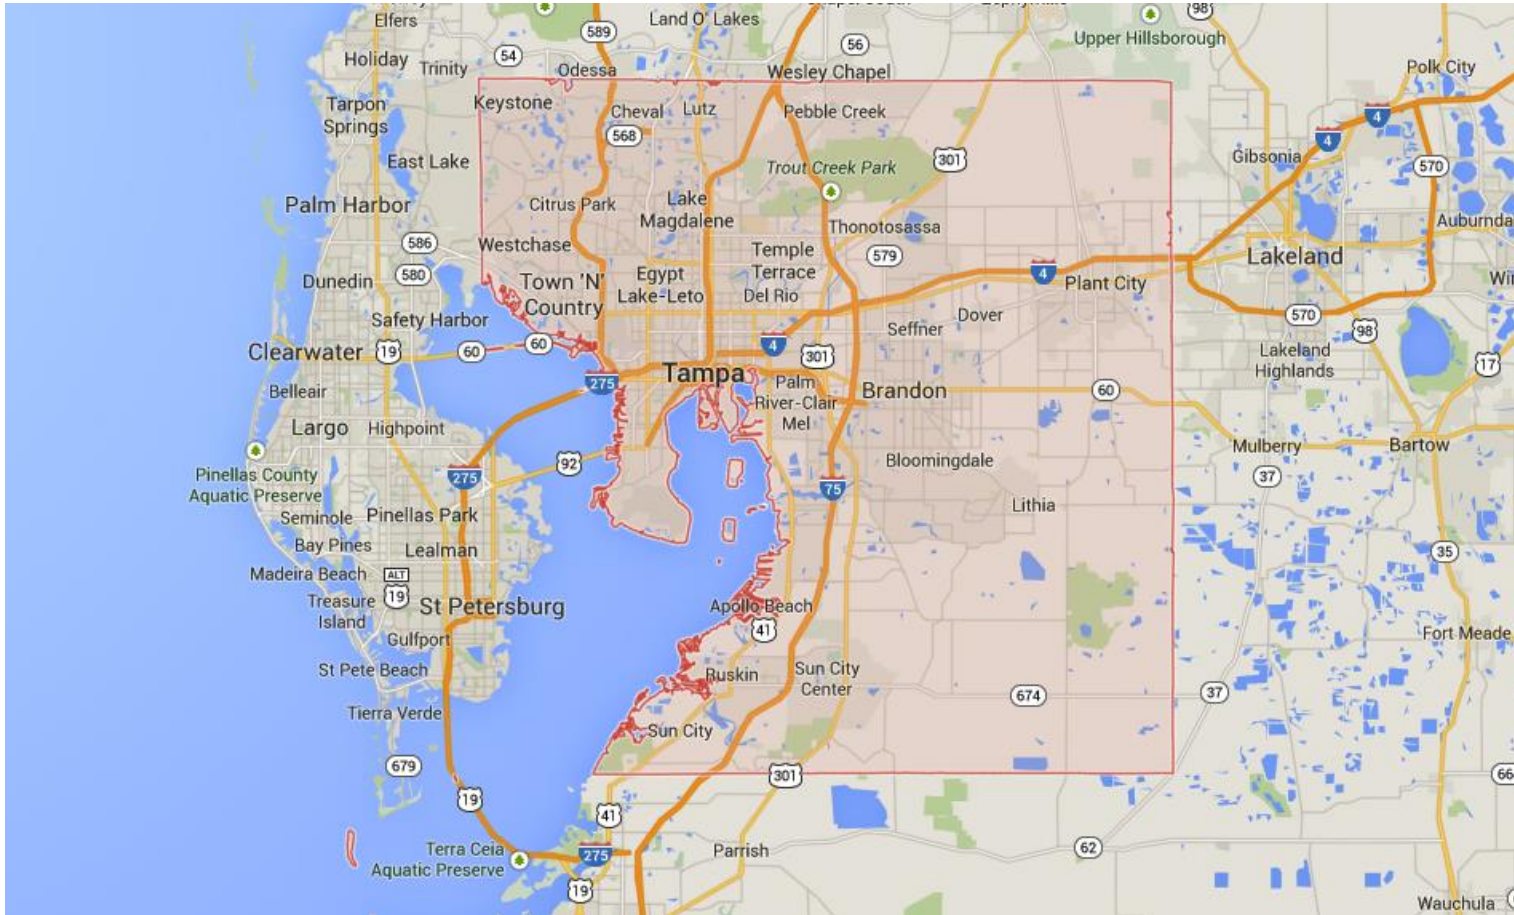 Elfers
Land O' Lakes
98
589
Upper Hillsborough
54
56
Holiday
Trinity
Odessa
Wesley Chapel
Polk City
Keystone
Cheval
Lutz
Pebble Creek
4
Tarpon
Springs
568
4
East Lake
301
Gibsonia
570
Trout Creek Park
Palm Harbor
Citrus Park
Lake
Magdalene
Thonotosassa
Auburnda
586
Westchase
Temple
Terrace
579
Lakeland
580
Dunedin
Town 'N'
Country
Egypt
Lake-Leto
Del Rio
4
Plant City
Win
Safety Harbor
Dover
Seffner
570
98
Clearwater
19
60
60
4
301
Lakeland
Highlands
17
Belleair
275
Tampa
Palm
River-Clair
Mel
Brandon
60
Largo
Highpoint
Mulberry
Bartow
Pinellas County
Aquatic Preserve
275
92
Bloomingdale
37
75
Seminole
Pinellas Park
Lithia
Bay Pines
Lealman
35
Madeira Beach
ALT
19
Treasure
Island
St Petersburg
Apollo Beach
41
Gulfport
Fort Meade
St Pete Beach
Ruskin
Sun City
Center
674
37
Tierra Verde
Sun City
679
301
66
19
41
Terra Ceia
Aquatic Preserve
275
Parrish
62
19
Wauchula